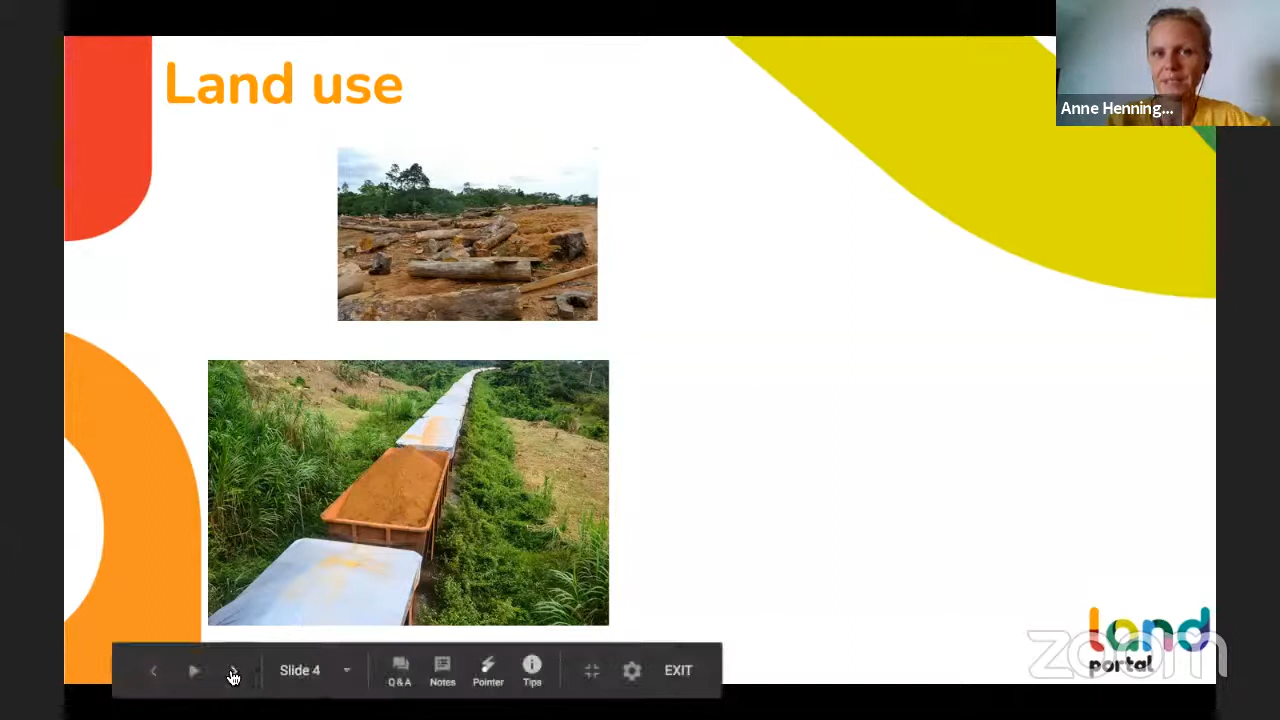 Land use
Anne Henning...
land
portal
zoom
Slide 4
Q&A
Notes
Pointer
Tips
EXIT